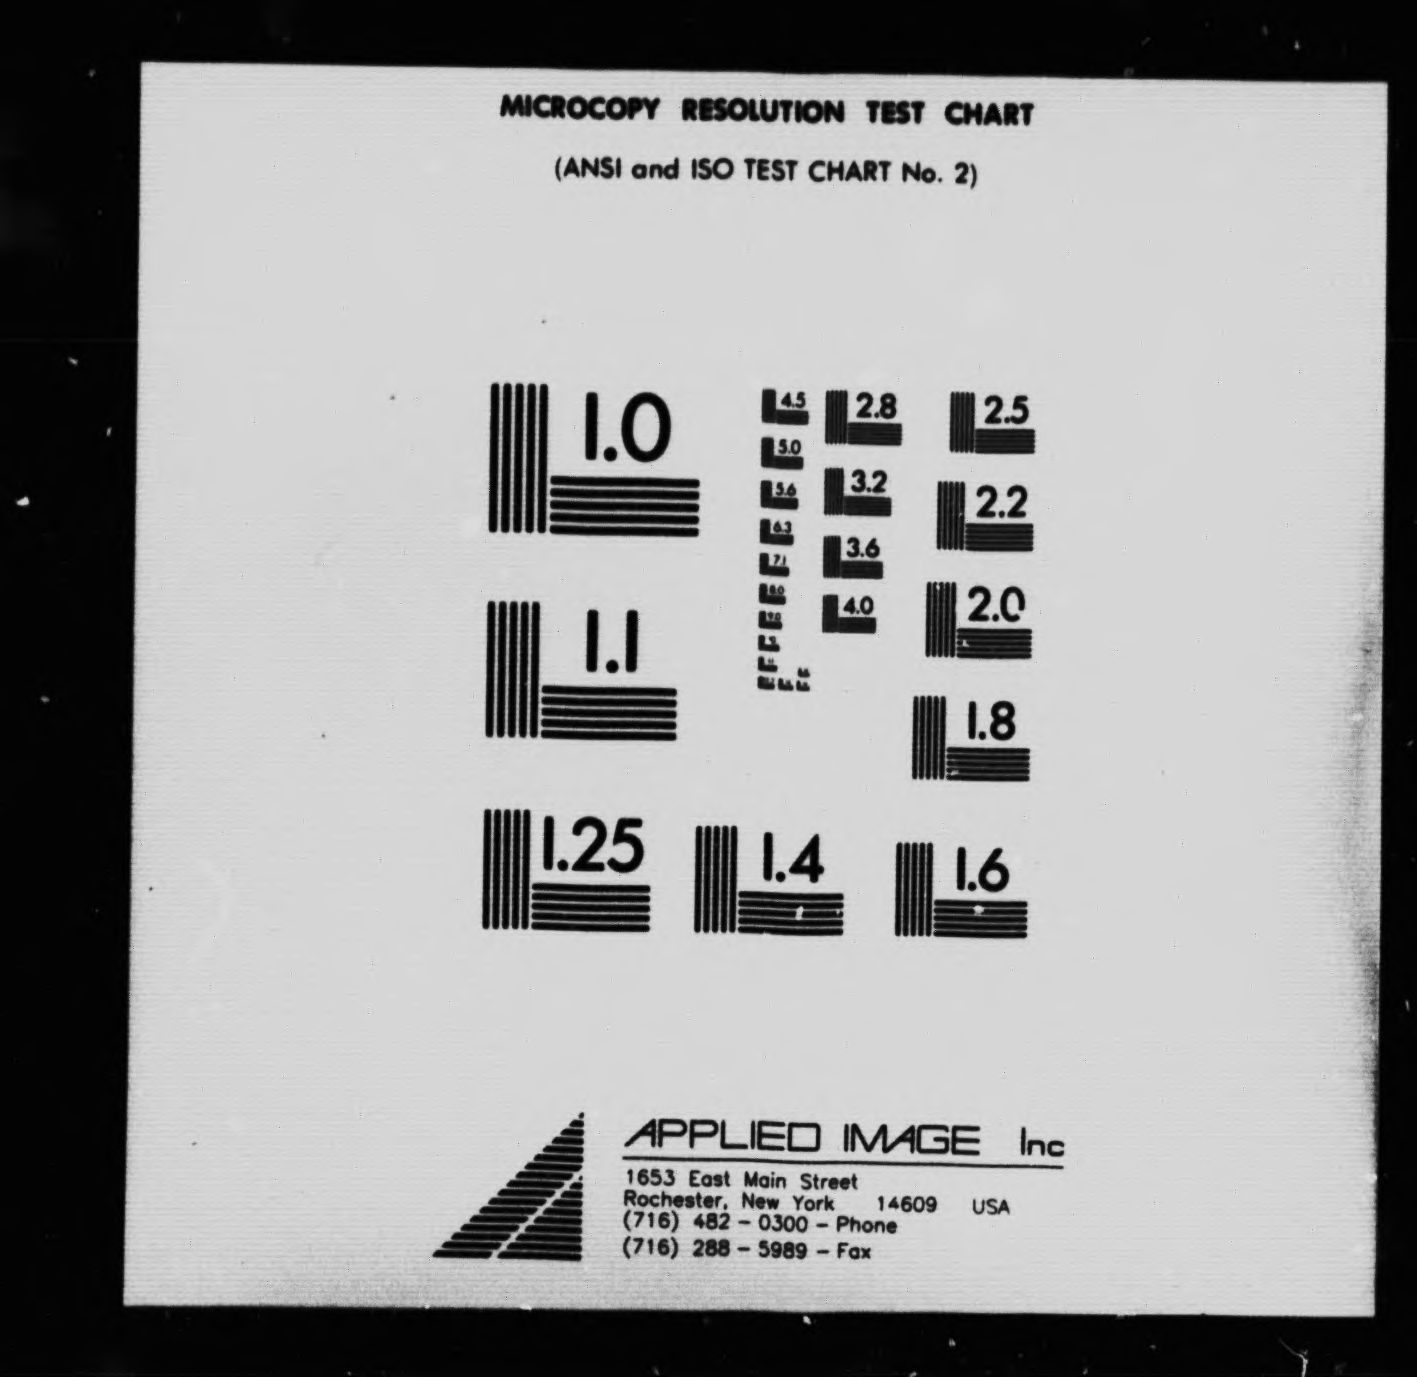 MICROCOPY RESOLUTION TEST CHART
(ANSI and ISO TEST CHART No. 2)
1.0
1.1
1.25
1.4
1.6
1.8
2.0
2.2
2.5
2.8
3.2
3.6
4.0
4.5
5.0
5.6
6.3
7.1
8.0
9.0
APPLIED IMAGE Inc
1653 East Main Street
Rochester, New York 14609 USA
(716) 482 - 0300 - Phone
(716) 288 - 5989 - Fax